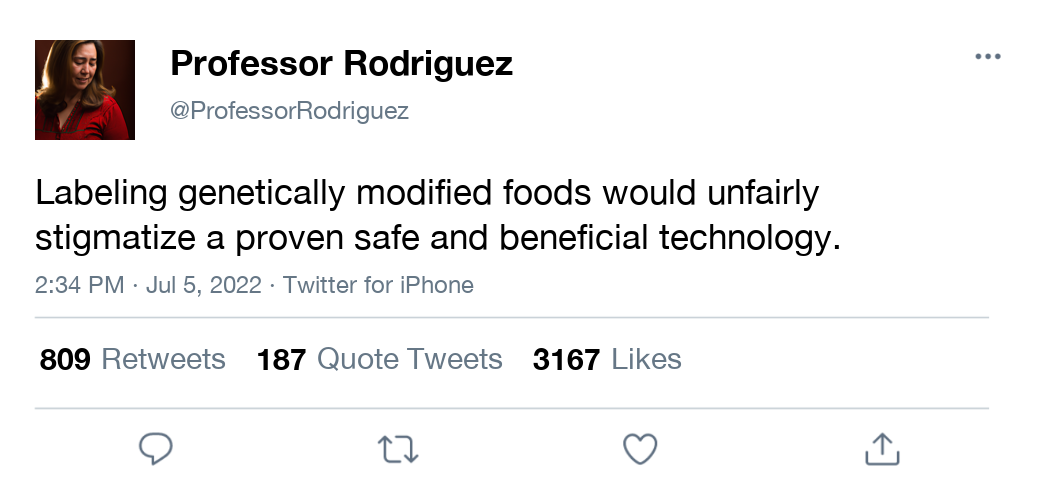 Professor Rodriguez
@ProfessorRodriguez
Labeling genetically modified foods would unfairly
stigmatize a proven safe and beneficial technology.
2:34 PM · Jul 5, 2022 · Twitter for iPhone
809 Retweets 187 Quote Tweets 3167 Likes